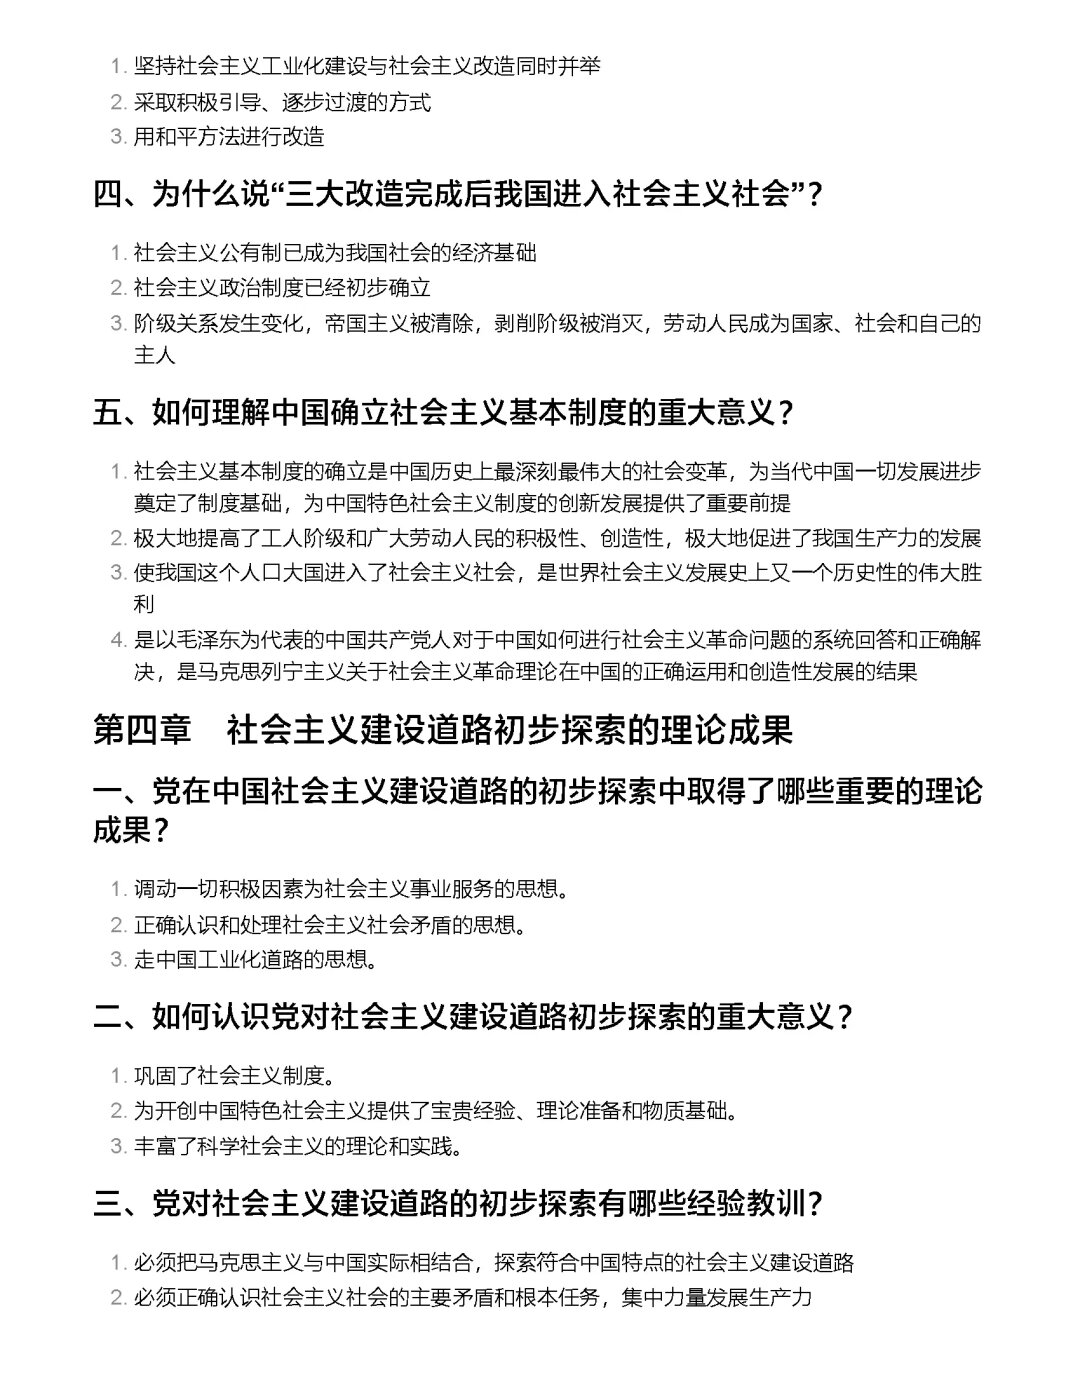 1. 坚持社会主义工业化建设与社会主义改造同时并举
2. 采取积极引导、逐步过渡的方式
3. 用和平方法进行改造
四、为什么说“三大改造完成后我国进入社会主义社会”？
1. 社会主义公有制已成为我国社会的经济基础
2. 社会主义政治制度已经初步确立
3. 阶级关系发生变化，帝国主义被清除，剥削阶级被消灭，劳动人民成为国家、社会和自己的
主人
五、如何理解中国确立社会主义基本制度的重大意义？
1. 社会主义基本制度的确立是中国历史上最深刻最伟大的社会变革，为当代中国一切发展进步
奠定了制度基础，为中国特色社会主义制度的创新发展提供了重要前提
2. 极大地提高了工人阶级和广大劳动人民的积极性、创造性，极大地促进了我国生产力的发展
3. 使我国这个人口大国进入了社会主义社会，是世界社会主义发展史上又一个历史性的伟大胜
利
4. 是以毛泽东为代表的中国共产党人对于中国如何进行社会主义革命问题的系统回答和正确解
决，是马克思列宁主义关于社会主义革命理论在中国的正确运用和创造性发展的结果
第四章　社会主义建设道路初步探索的理论成果
一、党在中国社会主义建设道路的初步探索中取得了哪些重要的理论
成果？
1. 调动一切积极因素为社会主义事业服务的思想。
2. 正确认识和处理社会主义社会矛盾的思想。
3. 走中国工业化道路的思想。
二、如何认识党对社会主义建设道路初步探索的重大意义？
1. 巩固了社会主义制度。
2. 为开创中国特色社会主义提供了宝贵经验、理论准备和物质基础。
3. 丰富了科学社会主义的理论和实践。
三、党对社会主义建设道路的初步探索有哪些经验教训？
1. 必须把马克思主义与中国实际相结合，探索符合中国特点的社会主义建设道路
2. 必须正确认识社会主义社会的主要矛盾和根本任务，集中力量发展生产力